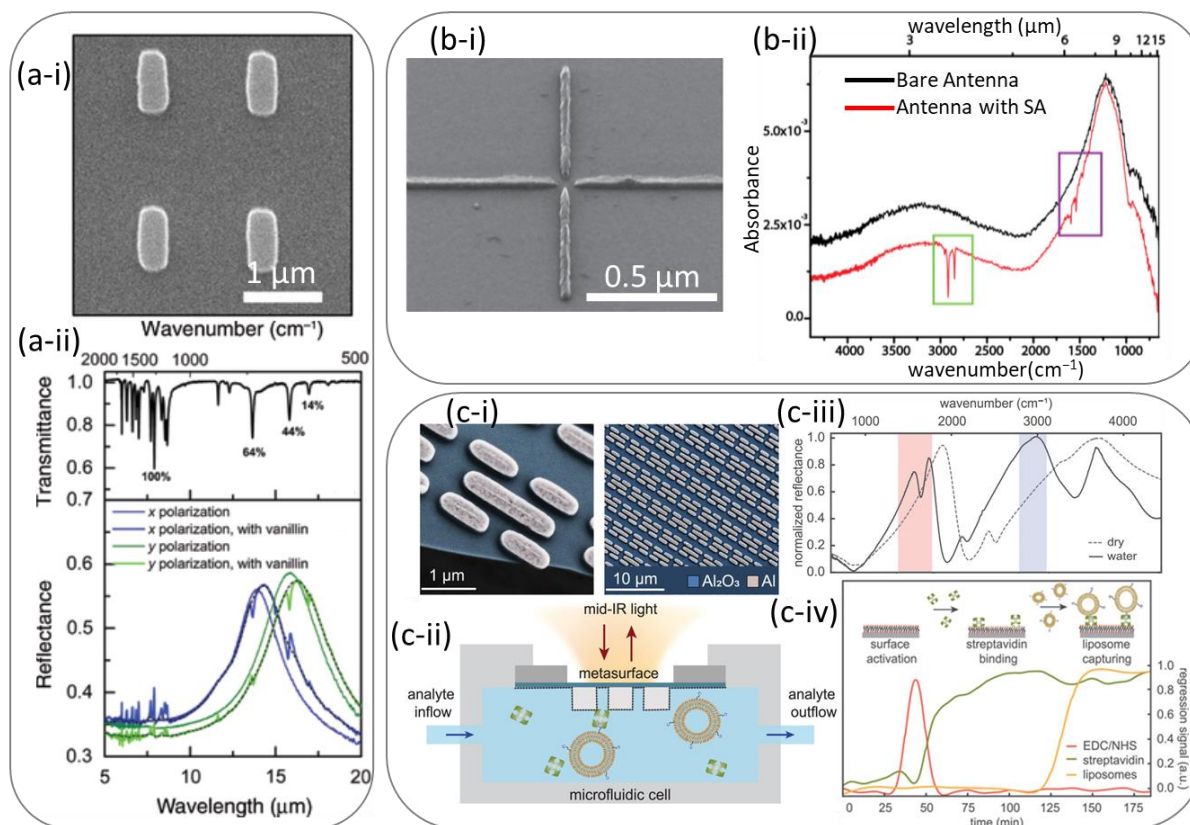 (a-i)
1 μm
Wavenumber (cm⁻¹)
(a-ii)
2000 1500 1000 500
1.0
0.9
0.8
0.7
Transmittance
100%
64%
44%
14%
x polarization
x polarization, with vanillin
y polarization
y polarization, with vanillin
0.6
0.5
0.4
0.3
Reflectance
5 10 15 20
Wavelength (μm)
(b-i)
0.5 μm
(b-ii)
wavelength (μm)
3 6 9 12 15
Bare Antenna
Antenna with SA
5.0x10⁻³
2.5x10⁻³
0.0
Absorbance
4000 3500 3000 2500 2000 1500 1000
wavenumber(cm⁻¹)
(c-i)
1 μm
10 μm
Al₂O₃ Al
(c-ii)
mid-IR light
metasurface
analyte
inflow
analyte
outflow
microfluidic cell
(c-iii)
wavenumber (cm⁻¹)
1000 2000 3000 4000
normalized reflectance
1.0
0.8
0.6
0.4
0.2
0.0
dry
water
(c-iv)
surface
activation
streptavidin
binding
liposome
capturing
EDC/NHS
streptavidin
liposomes
1.0
0.8
0.6
0.4
0.2
0.0
regression signal (a.u.)
0 25 50 75 100 125 150 175
time (min)